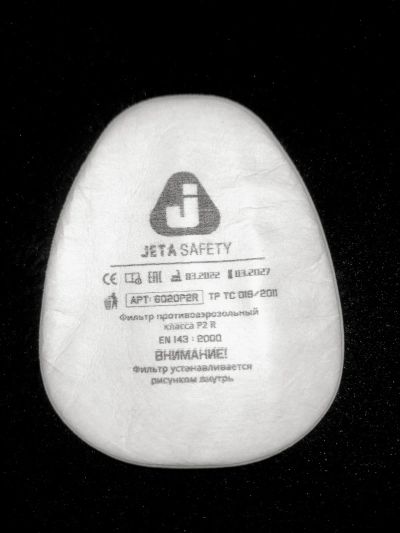 j
JETA SAFETY
CE EAC 03.2022 03.2027
АРТ: 6020P2R ТР ТС 019/2011
Фильтр противоаэрозольный
класса P2 R
EN 143 : 2000
ВНИМАНИЕ!
Фильтр устанавливается
рисунком внутрь